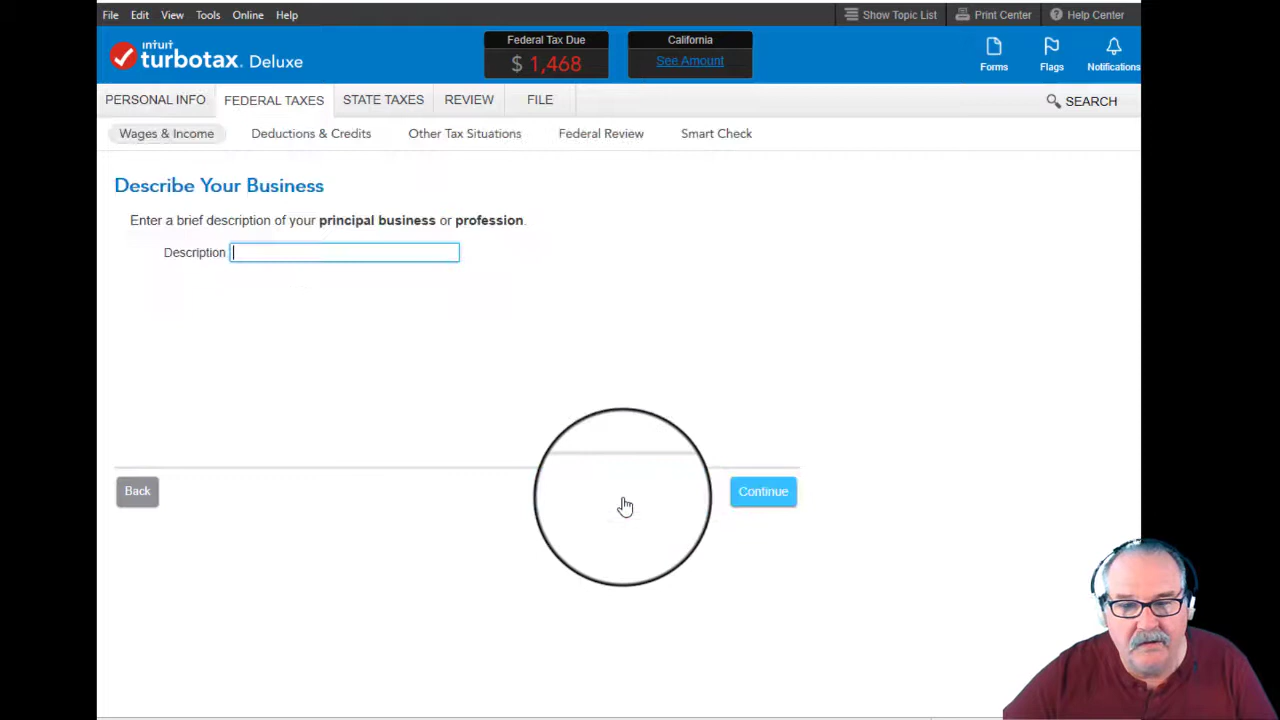 File Edit View Tools Online Help Show Topic List Print Center Help Center
intuit turbotax. Deluxe
Federal Tax Due
$ 1,468
California
See Amount
Forms Flags Notifications
PERSONAL INFO FEDERAL TAXES STATE TAXES REVIEW FILE SEARCH
Wages & Income Deductions & Credits Other Tax Situations Federal Review Smart Check
Describe Your Business
Enter a brief description of your principal business or profession.
Description
Back Continue